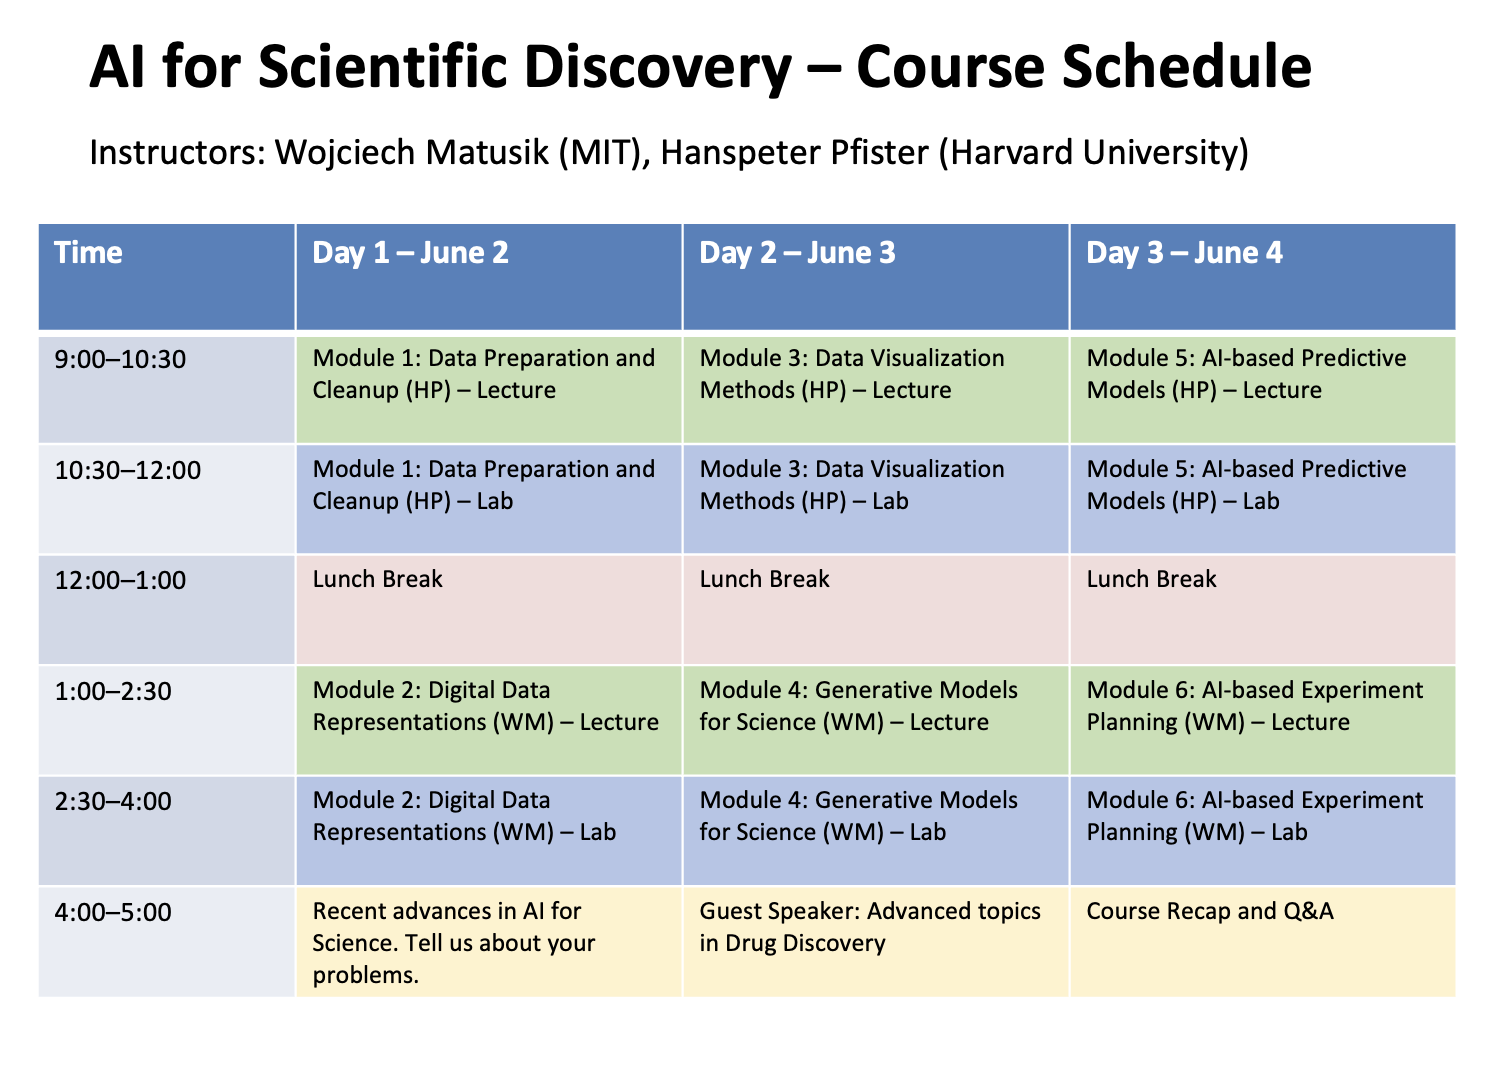 AI for Scientific Discovery – Course Schedule
Instructors: Wojciech Matusik (MIT), Hanspeter Pfister (Harvard University)
Time
Day 1 – June 2
Day 2 – June 3
Day 3 – June 4
9:00–10:30
Module 1: Data Preparation and
Cleanup (HP) – Lecture
Module 3: Data Visualization
Methods (HP) – Lecture
Module 5: AI-based Predictive
Models (HP) – Lecture
10:30–12:00
Module 1: Data Preparation and
Cleanup (HP) – Lab
Module 3: Data Visualization
Methods (HP) – Lab
Module 5: AI-based Predictive
Models (HP) – Lab
12:00–1:00
Lunch Break
Lunch Break
Lunch Break
1:00–2:30
Module 2: Digital Data
Representations (WM) – Lecture
Module 4: Generative Models
for Science (WM) – Lecture
Module 6: AI-based Experiment
Planning (WM) – Lecture
2:30–4:00
Module 2: Digital Data
Representations (WM) – Lab
Module 4: Generative Models
for Science (WM) – Lab
Module 6: AI-based Experiment
Planning (WM) – Lab
4:00–5:00
Recent advances in AI for
Science. Tell us about your
problems.
Guest Speaker: Advanced topics
in Drug Discovery
Course Recap and Q&A